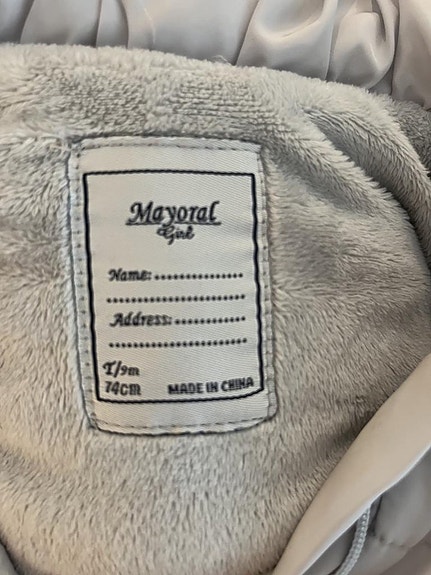 Mayoral
Girl
Name:................
........................
Address:............
........................
T/9m
74cm MADE IN CHINA